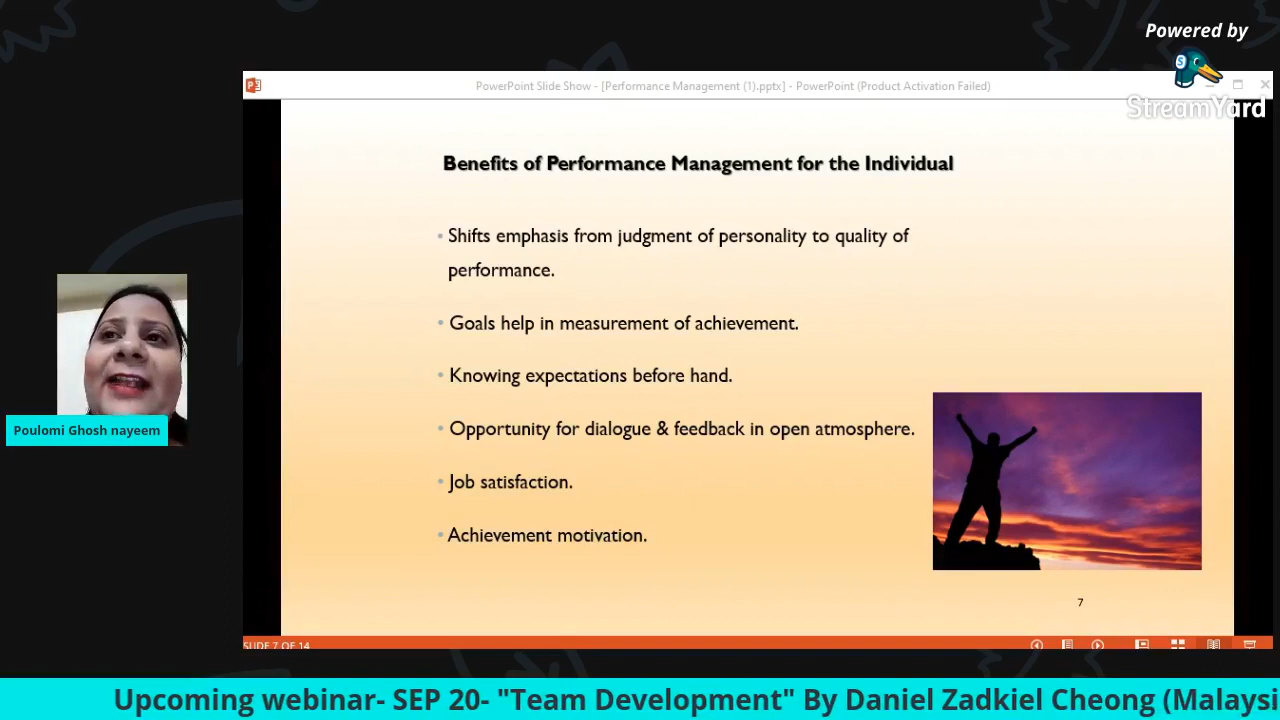 Powered by
StreamYard
PowerPoint Slide Show - [Performance Management (1).pptx] - PowerPoint (Product Activation Failed)
Benefits of Performance Management for the Individual
• Shifts emphasis from judgment of personality to quality of
performance.
• Goals help in measurement of achievement.
• Knowing expectations before hand.
• Opportunity for dialogue & feedback in open atmosphere.
• Job satisfaction.
• Achievement motivation.
7
SLIDE 7 OF 14
Poulomi Ghosh nayeem
Upcoming webinar- SEP 20- "Team Development" By Daniel Zadkiel Cheong (Malaysi